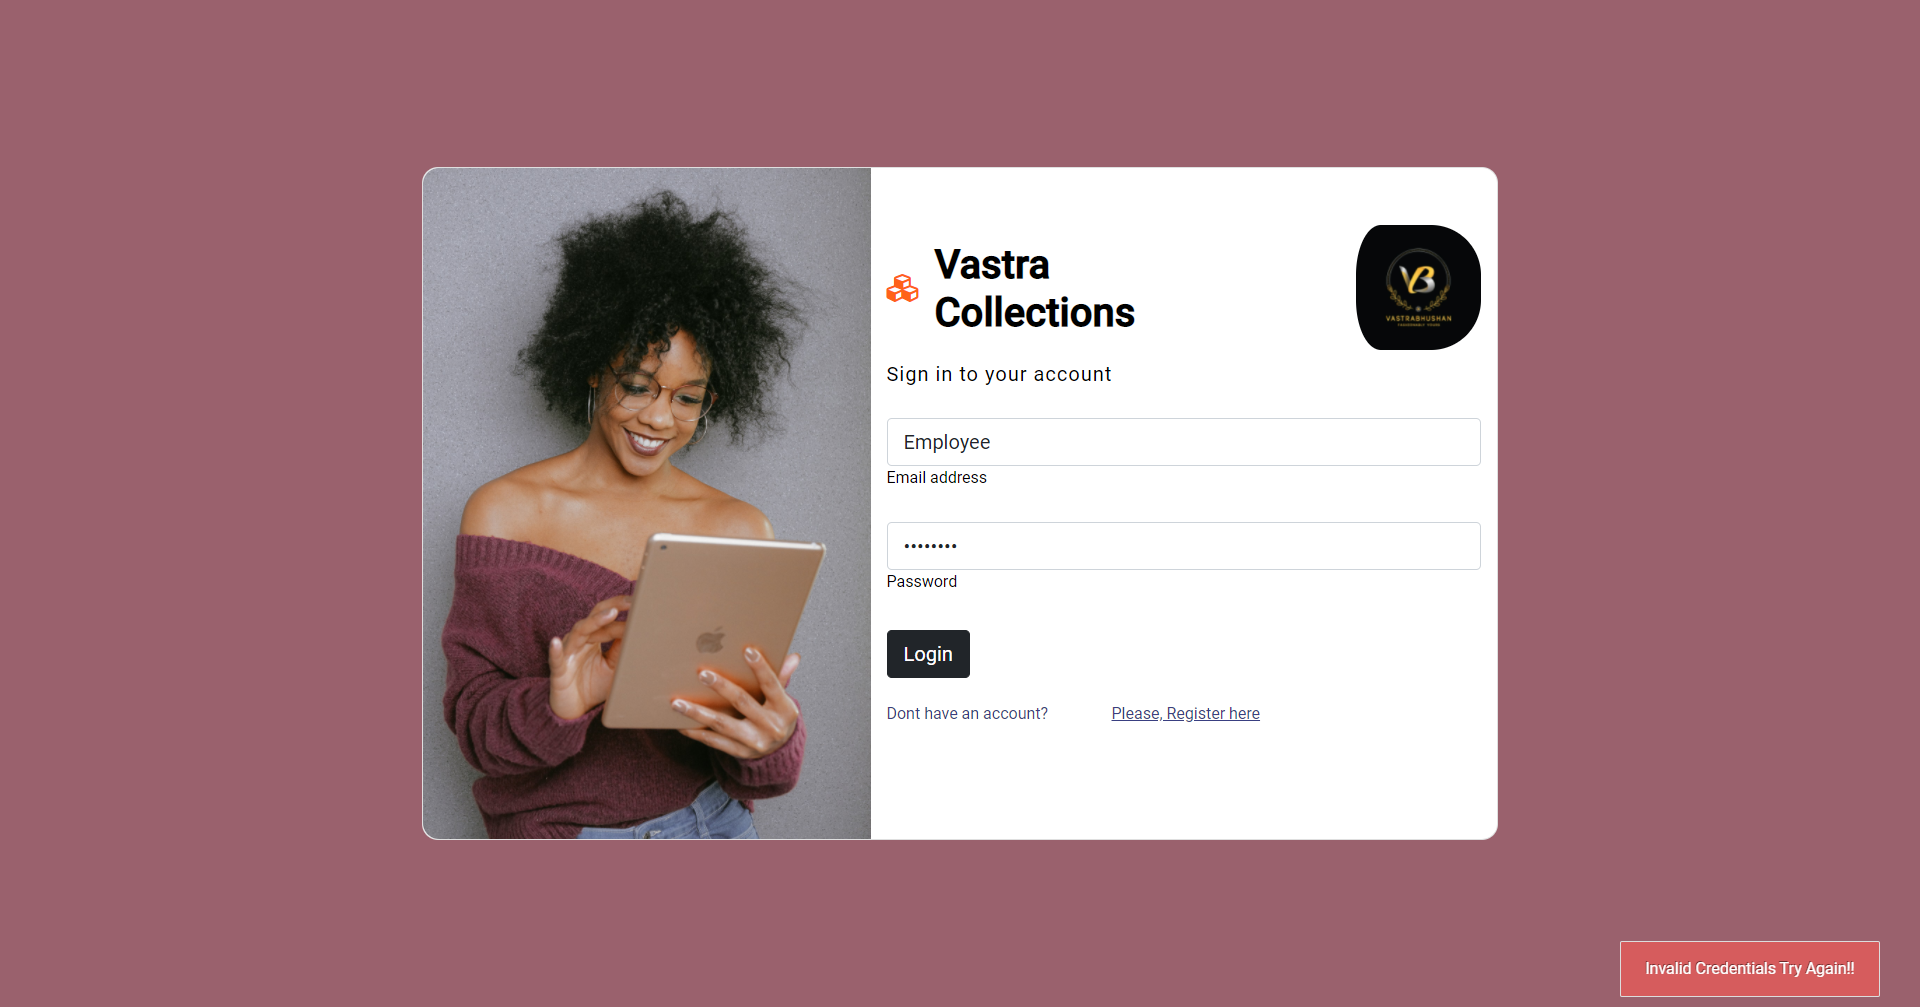 Vastra
Collections
VB
VASTRABHUSHAN
Sign in to your account
Employee
Email address
••••••••
Password
Login
Dont have an account? Please, Register here
Invalid Credentials Try Again!!